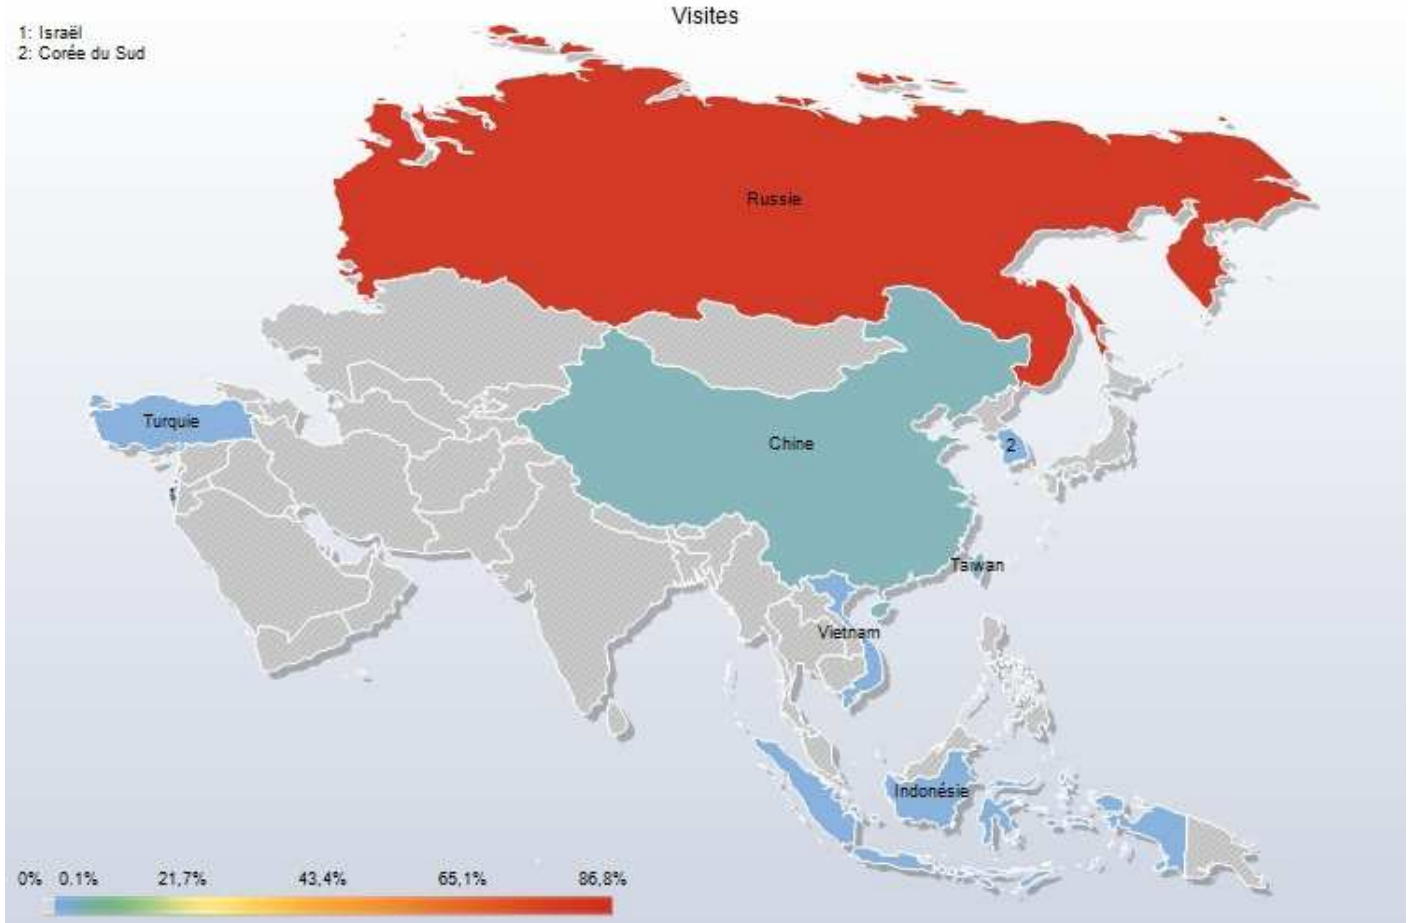 Visites
1: Israël
2: Corée du Sud
Russie
Turquie
Chine
2
1
Taiwan
Vietnam
Indonésie
0% 0.1% 21,7% 43,4% 65,1% 86,8%